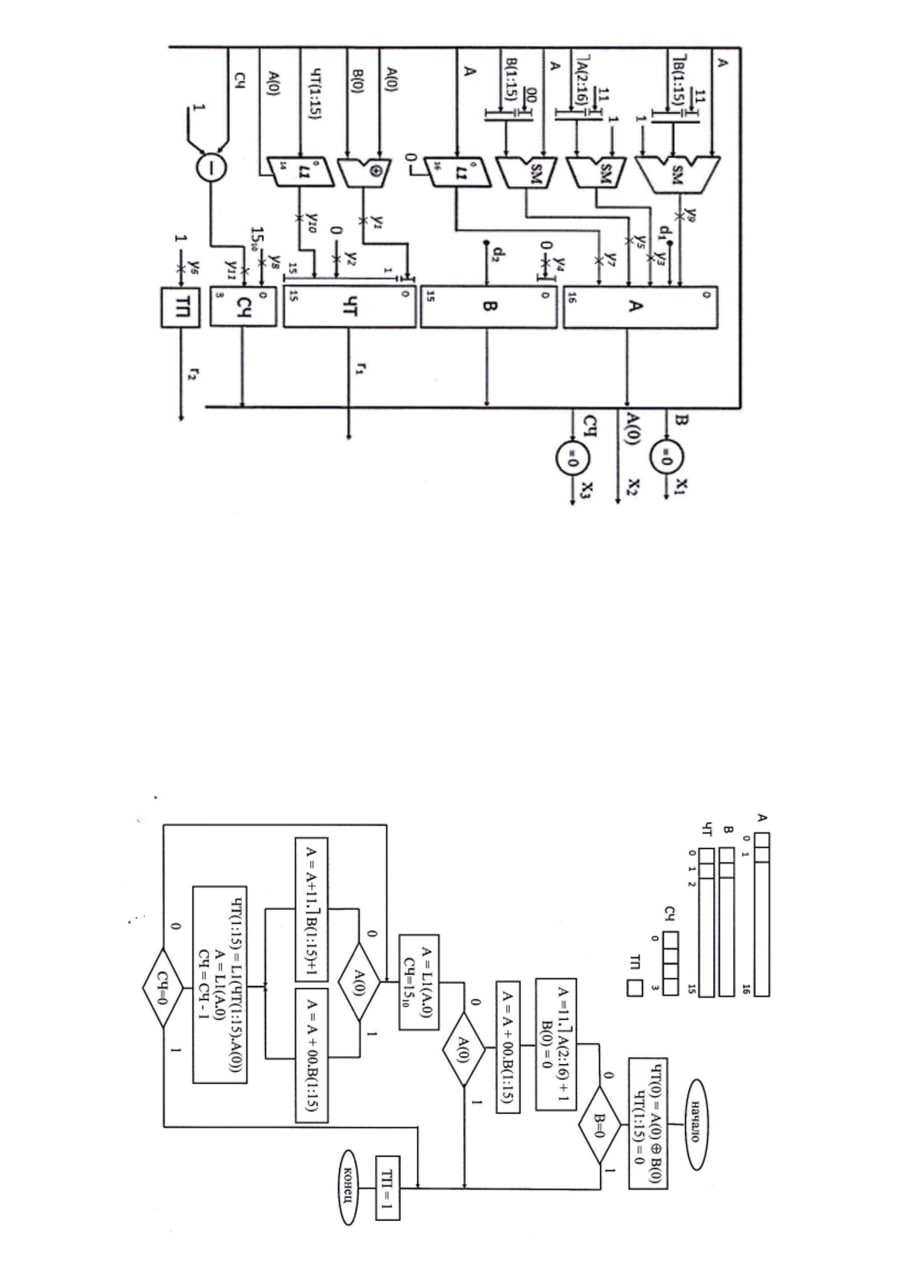 A
11
⌉B(1:15)
1
SM
y9
11
⌉A(2:16)
1
SM
y3
d1
A
00
B(1:15)
SM
y5
A
0
L1
16
0
y7
0
A
16
0
y4
d2
0
B
15
A(0)
B(0)
⊕
y1
ЧТ(1:15)
A(0)
0
L1
14
y10
0
y2
1
15
0
ЧТ
15
r1
СЧ
1
−
15₁₀
y8
y11
0
СЧ
3
1
y6
ТП
r2
B
=0
X1
A(0)
X2
СЧ
=0
X3
A
0
1
16
B
ЧТ
0
1
2
15
СЧ
0
3
ТП
начало
ЧТ(0) = A(0) ⊕ B(0)
ЧТ(1:15) = 0
B=0
0
1
A =11.⌉A(2:16) + 1
B(0) = 0
A = A + 00.B(1:15)
A(0)
0
1
A = L1(A.0)
СЧ=15₁₀
A(0)
0
1
A = A+11.⌉B(1:15)+1
A = A + 00.B(1:15)
ЧТ(1:15) = L1(ЧТ(1:15).A(0))
A = L1(A.0)
СЧ = СЧ - 1
СЧ=0
0
1
ТП = 1
конец